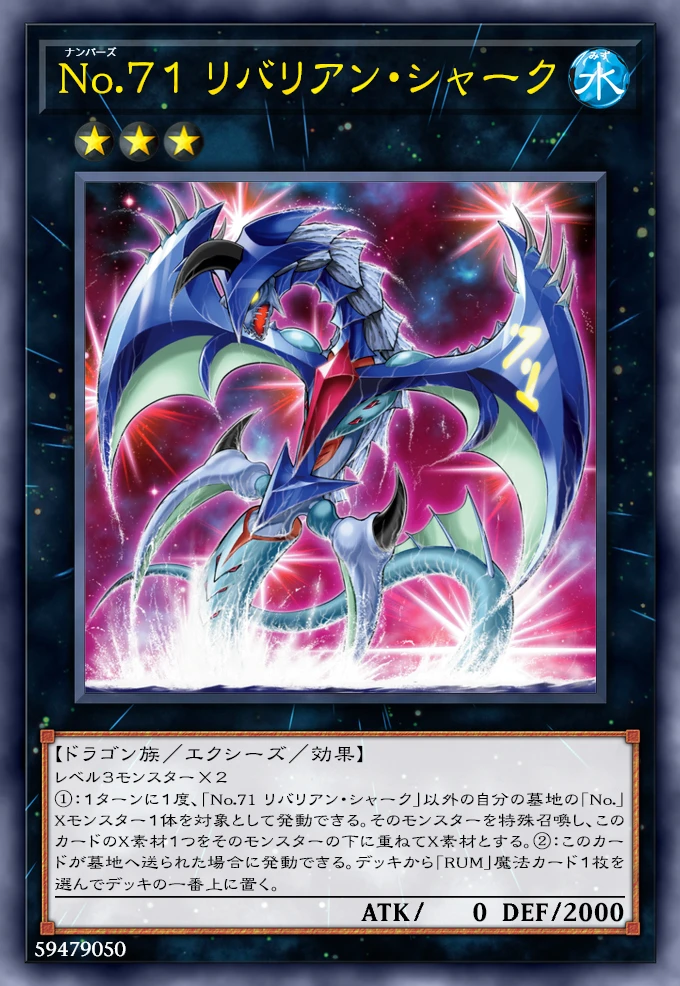 ナンバーズ
No.71 リバリアン・シャーク
みず
水
7.1
【ドラゴン族／エクシーズ／効果】
レベル3モンスター×2
①:1ターンに1度、「No.71 リバリアン・シャーク」以外の自分の墓地の「No.」
Xモンスター1体を対象として発動できる。そのモンスターを特殊召喚し、この
カードのX素材1つをそのモンスターの下に重ねてX素材とする。②:このカー
ドが墓地へ送られた場合に発動できる。デッキから「RUM」魔法カード1枚を
選んでデッキの一番上に置く。
ATK/ 0 DEF/2000
59479050